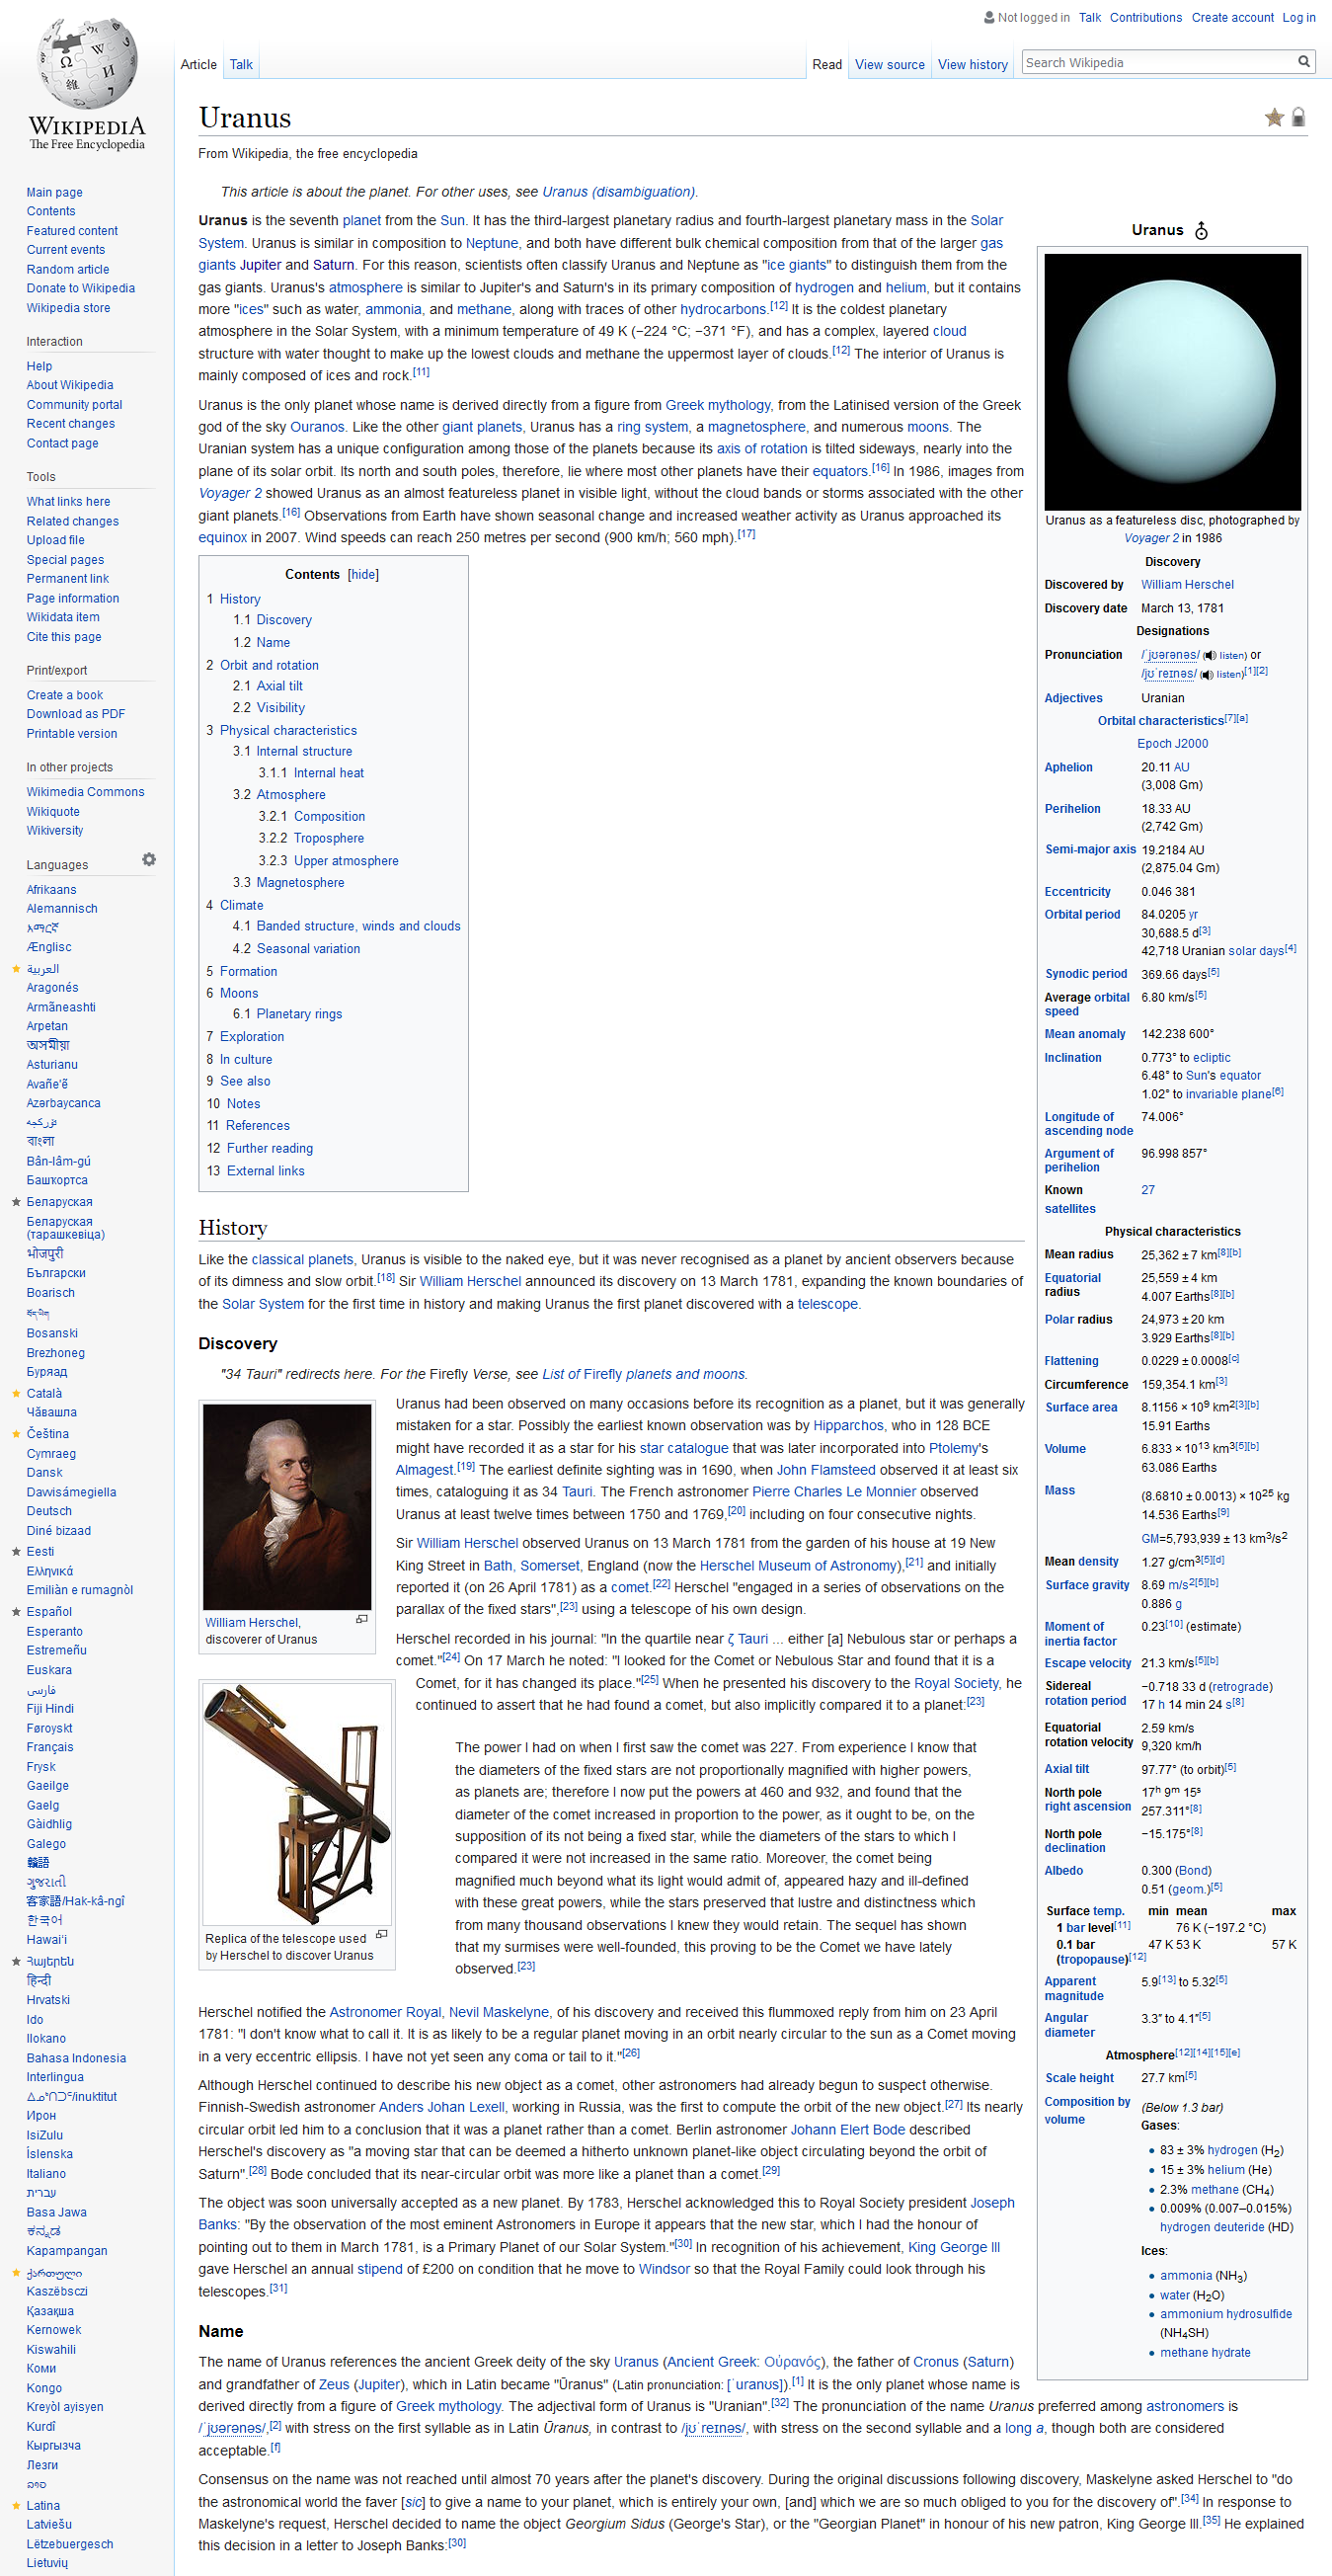 Not logged in Talk Contributions Create account Log in
Article Talk Read View source View history Search Wikipedia
WIKIPEDIA
The Free Encyclopedia
Main page
Contents
Featured content
Current events
Random article
Donate to Wikipedia
Wikipedia store
Interaction
Help
About Wikipedia
Community portal
Recent changes
Contact page
Tools
What links here
Related changes
Upload file
Special pages
Permanent link
Page information
Wikidata item
Cite this page
Print/export
Create a book
Download as PDF
Printable version
In other projects
Wikimedia Commons
Wikiquote
Wikiversity
Languages
Afrikaans
Alemannisch
አማርኛ
Ænglisc
العربية
Aragonés
Armãneashti
Arpetan
অসমীয়া
Asturianu
Avañe'ẽ
Azərbaycanca
تۆرکجه
বাংলা
Bân-lâm-gú
Башҡортса
Беларуская
Беларуская
(тарашкевіца)
भोजपुरी
Български
Boarisch
བོད་ཡིག
Bosanski
Brezhoneg
Буряад
Català
Чӑвашла
Čeština
Cymraeg
Dansk
Davvisámegiella
Deutsch
Diné bizaad
Eesti
Ελληνικά
Emiliàn e rumagnòl
Español
Esperanto
Estremeñu
Euskara
فارسی
Fiji Hindi
Føroyskt
Français
Frysk
Gaeilge
Gaelg
Gàidhlig
Galego
贛語
ગુજરાતી
客家語/Hak-kâ-ngî
한국어
Hawaiʻi
Հայերեն
हिन्दी
Hrvatski
Ido
Ilokano
Bahasa Indonesia
Interlingua
ᐃᓄᒃᑎᑐᑦ/inuktitut
Ирон
IsiZulu
Íslenska
Italiano
עברית
Basa Jawa
ಕನ್ನಡ
Kapampangan
ქართული
Kaszëbsczi
Қазақша
Kernowek
Kiswahili
Коми
Kongo
Kreyòl ayisyen
Kurdî
Кыргызча
Лезги
ລາວ
Latina
Latviešu
Lëtzebuergesch
Lietuvių
Uranus
From Wikipedia, the free encyclopedia
This article is about the planet. For other uses, see Uranus (disambiguation).
Uranus is the seventh planet from the Sun. It has the third-largest planetary radius and fourth-largest planetary mass in the Solar
System. Uranus is similar in composition to Neptune, and both have different bulk chemical composition from that of the larger gas
giants Jupiter and Saturn. For this reason, scientists often classify Uranus and Neptune as "ice giants" to distinguish them from the
gas giants. Uranus's atmosphere is similar to Jupiter's and Saturn's in its primary composition of hydrogen and helium, but it contains
more "ices" such as water, ammonia, and methane, along with traces of other hydrocarbons.[12] It is the coldest planetary
atmosphere in the Solar System, with a minimum temperature of 49 K (−224 °C; −371 °F), and has a complex, layered cloud
structure with water thought to make up the lowest clouds and methane the uppermost layer of clouds.[12] The interior of Uranus is
mainly composed of ices and rock.[11]
Uranus is the only planet whose name is derived directly from a figure from Greek mythology, from the Latinised version of the Greek
god of the sky Ouranos. Like the other giant planets, Uranus has a ring system, a magnetosphere, and numerous moons. The
Uranian system has a unique configuration among those of the planets because its axis of rotation is tilted sideways, nearly into the
plane of its solar orbit. Its north and south poles, therefore, lie where most other planets have their equators.[16] In 1986, images from
Voyager 2 showed Uranus as an almost featureless planet in visible light, without the cloud bands or storms associated with the other
giant planets.[16] Observations from Earth have shown seasonal change and increased weather activity as Uranus approached its
equinox in 2007. Wind speeds can reach 250 metres per second (900 km/h; 560 mph).[17]
Contents [hide]
1 History
1.1 Discovery
1.2 Name
2 Orbit and rotation
2.1 Axial tilt
2.2 Visibility
3 Physical characteristics
3.1 Internal structure
3.1.1 Internal heat
3.2 Atmosphere
3.2.1 Composition
3.2.2 Troposphere
3.2.3 Upper atmosphere
3.3 Magnetosphere
4 Climate
4.1 Banded structure, winds and clouds
4.2 Seasonal variation
5 Formation
6 Moons
6.1 Planetary rings
7 Exploration
8 In culture
9 See also
10 Notes
11 References
12 Further reading
13 External links
History
Like the classical planets, Uranus is visible to the naked eye, but it was never recognised as a planet by ancient observers because
of its dimness and slow orbit.[18] Sir William Herschel announced its discovery on 13 March 1781, expanding the known boundaries of
the Solar System for the first time in history and making Uranus the first planet discovered with a telescope.
Discovery
"34 Tauri" redirects here. For the Firefly Verse, see List of Firefly planets and moons.
William Herschel,
discoverer of Uranus
Uranus had been observed on many occasions before its recognition as a planet, but it was generally
mistaken for a star. Possibly the earliest known observation was by Hipparchos, who in 128 BCE
might have recorded it as a star for his star catalogue that was later incorporated into Ptolemy's
Almagest.[19] The earliest definite sighting was in 1690, when John Flamsteed observed it at least six
times, cataloguing it as 34 Tauri. The French astronomer Pierre Charles Le Monnier observed
Uranus at least twelve times between 1750 and 1769,[20] including on four consecutive nights.
Sir William Herschel observed Uranus on 13 March 1781 from the garden of his house at 19 New
King Street in Bath, Somerset, England (now the Herschel Museum of Astronomy),[21] and initially
reported it (on 26 April 1781) as a comet.[22] Herschel "engaged in a series of observations on the
parallax of the fixed stars",[23] using a telescope of his own design.
Herschel recorded in his journal: "In the quartile near ζ Tauri ... either [a] Nebulous star or perhaps a
comet."[24] On 17 March he noted: "I looked for the Comet or Nebulous Star and found that it is a
Comet, for it has changed its place."[25] When he presented his discovery to the Royal Society, he
continued to assert that he had found a comet, but also implicitly compared it to a planet:[23]
Replica of the telescope used
by Herschel to discover Uranus
The power I had on when I first saw the comet was 227. From experience I know that
the diameters of the fixed stars are not proportionally magnified with higher powers,
as planets are; therefore I now put the powers at 460 and 932, and found that the
diameter of the comet increased in proportion to the power, as it ought to be, on the
supposition of its not being a fixed star, while the diameters of the stars to which I
compared it were not increased in the same ratio. Moreover, the comet being
magnified much beyond what its light would admit of, appeared hazy and ill-defined
with these great powers, while the stars preserved that lustre and distinctness which
from many thousand observations I knew they would retain. The sequel has shown
that my surmises were well-founded, this proving to be the Comet we have lately
observed.[23]
Herschel notified the Astronomer Royal, Nevil Maskelyne, of his discovery and received this flummoxed reply from him on 23 April
1781: "I don't know what to call it. It is as likely to be a regular planet moving in an orbit nearly circular to the sun as a Comet moving
in a very eccentric ellipsis. I have not yet seen any coma or tail to it."[26]
Although Herschel continued to describe his new object as a comet, other astronomers had already begun to suspect otherwise.
Finnish-Swedish astronomer Anders Johan Lexell, working in Russia, was the first to compute the orbit of the new object.[27] Its nearly
circular orbit led him to a conclusion that it was a planet rather than a comet. Berlin astronomer Johann Elert Bode described
Herschel's discovery as "a moving star that can be deemed a hitherto unknown planet-like object circulating beyond the orbit of
Saturn".[28] Bode concluded that its near-circular orbit was more like a planet than a comet.[29]
The object was soon universally accepted as a new planet. By 1783, Herschel acknowledged this to Royal Society president Joseph
Banks: "By the observation of the most eminent Astronomers in Europe it appears that the new star, which I had the honour of
pointing out to them in March 1781, is a Primary Planet of our Solar System."[30] In recognition of his achievement, King George III
gave Herschel an annual stipend of £200 on condition that he move to Windsor so that the Royal Family could look through his
telescopes.[31]
Name
The name of Uranus references the ancient Greek deity of the sky Uranus (Ancient Greek: Οὐρανός), the father of Cronus (Saturn)
and grandfather of Zeus (Jupiter), which in Latin became "Ūranus" (Latin pronunciation: [ˈuranʊs]).[1] It is the only planet whose name is
derived directly from a figure of Greek mythology. The adjectival form of Uranus is "Uranian".[32] The pronunciation of the name Uranus preferred among astronomers is
/ˈjʊərənəs/,[2] with stress on the first syllable as in Latin Ūranus, in contrast to /jʊˈreɪnəs/, with stress on the second syllable and a long a, though both are considered
acceptable.[f]
Consensus on the name was not reached until almost 70 years after the planet's discovery. During the original discussions following discovery, Maskelyne asked Herschel to "do
the astronomical world the faver [sic] to give a name to your planet, which is entirely your own, [and] which we are so much obliged to you for the discovery of".[34] In response to
Maskelyne's request, Herschel decided to name the object Georgium Sidus (George's Star), or the "Georgian Planet" in honour of his new patron, King George III.[35] He explained
this decision in a letter to Joseph Banks:[30]
Uranus ⛢
Uranus as a featureless disc, photographed by
Voyager 2 in 1986
Discovery
Discovered by William Herschel
Discovery date March 13, 1781
Designations
Pronunciation /ˈjʊərənəs/ (listen) or
/jʊˈreɪnəs/ (listen)[1][2]
Adjectives Uranian
Orbital characteristics[7][a]
Epoch J2000
Aphelion 20.11 AU
(3,008 Gm)
Perihelion 18.33 AU
(2,742 Gm)
Semi-major axis 19.2184 AU
(2,875.04 Gm)
Eccentricity 0.046 381
Orbital period 84.0205 yr
30,688.5 d[3]
42,718 Uranian solar days[4]
Synodic period 369.66 days[5]
Average orbital speed 6.80 km/s[5]
Mean anomaly 142.238 600°
Inclination 0.773° to ecliptic
6.48° to Sun's equator
1.02° to invariable plane[6]
Longitude of ascending node 74.006°
Argument of perihelion 96.998 857°
Known satellites 27
Physical characteristics
Mean radius 25,362 ± 7 km[8][b]
Equatorial radius 25,559 ± 4 km
4.007 Earths[8][b]
Polar radius 24,973 ± 20 km
3.929 Earths[8][b]
Flattening 0.0229 ± 0.0008[c]
Circumference 159,354.1 km[3]
Surface area 8.1156 × 10⁹ km²[3][b]
15.91 Earths
Volume 6.833 × 10¹³ km³[5][b]
63.086 Earths
Mass (8.6810 ± 0.0013) × 10²⁵ kg
14.536 Earths[9]
GM=5,793,939 ± 13 km³/s²
Mean density 1.27 g/cm³[5][d]
Surface gravity 8.69 m/s²[5][b]
0.886 g
Moment of inertia factor 0.23[10] (estimate)
Escape velocity 21.3 km/s[5][b]
Sidereal rotation period −0.718 33 d (retrograde)
17 h 14 min 24 s[8]
Equatorial rotation velocity 2.59 km/s
9,320 km/h
Axial tilt 97.77° (to orbit)[5]
North pole right ascension 17ʰ 9ᵐ 15ˢ
257.311°[8]
North pole declination −15.175°[8]
Albedo 0.300 (Bond)
0.51 (geom.)[5]
Surface temp. min mean max
1 bar level[11] 76 K (−197.2 °C)
0.1 bar (tropopause)[12] 47 K 53 K 57 K
Apparent magnitude 5.9[13] to 5.32[5]
Angular diameter 3.3″ to 4.1″[5]
Atmosphere[12][14][15][e]
Scale height 27.7 km[5]
Composition by volume (Below 1.3 bar)
Gases:
83 ± 3% hydrogen (H₂)
15 ± 3% helium (He)
2.3% methane (CH₄)
0.009% (0.007–0.015%)
hydrogen deuteride (HD)
Ices:
ammonia (NH₃)
water (H₂O)
ammonium hydrosulfide
(NH₄SH)
methane hydrate